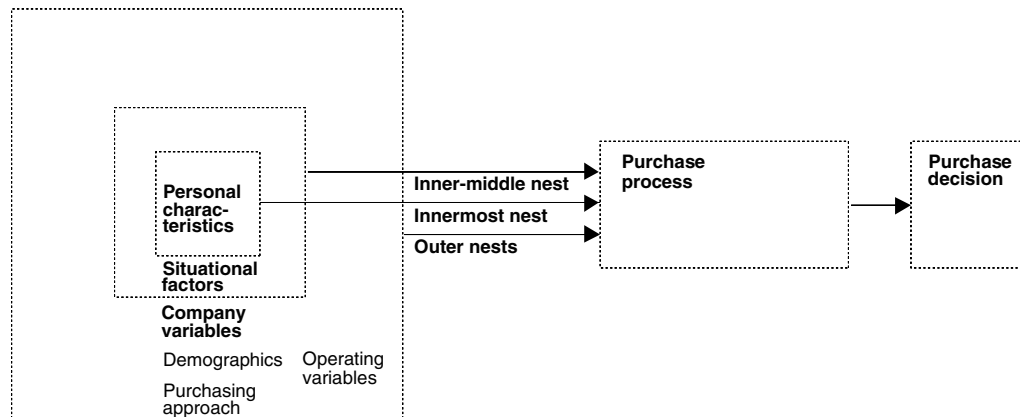 Personal
charac-
teristics
Situational
factors
Company
variables
Demographics
Purchasing
approach
Operating
variables
Inner-middle nest
Innermost nest
Outer nests
Purchase
process
Purchase
decision